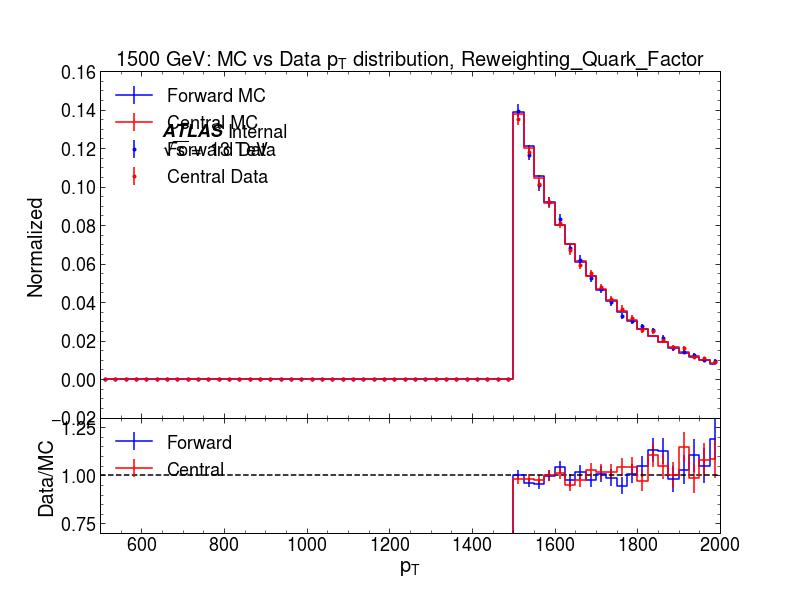 1500 GeV: MC vs Data pT distribution, Reweighting_Quark_Factor
Normalized
0.16
0.14
0.12
0.10
0.08
0.06
0.04
0.02
0.00
−0.02
Forward MC
Central MC
ATLAS Internal
√s = 13 TeV
Forward Data
Central Data
Data/MC
1.25
1.00
0.75
Forward
Central
600 800 1000 1200 1400 1600 1800 2000
pT